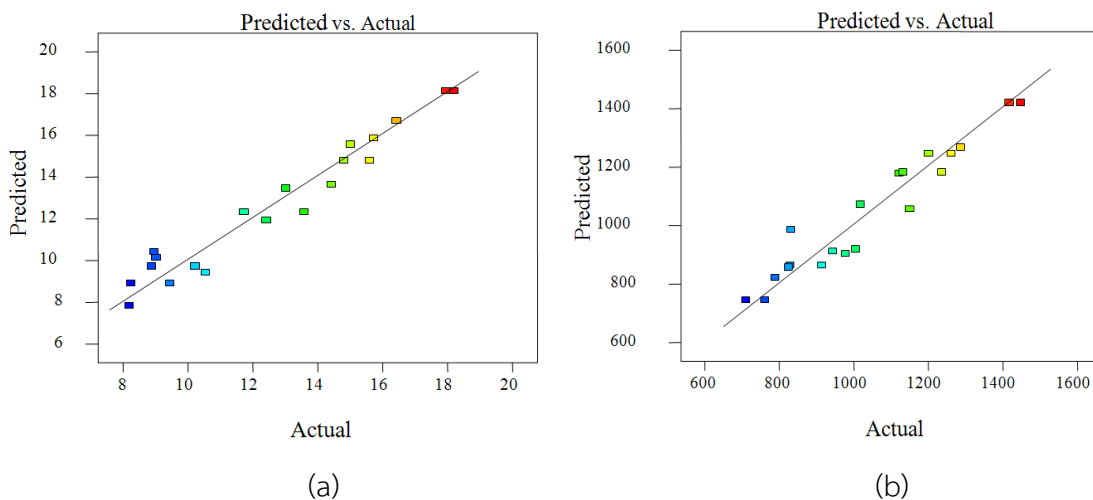 Predicted vs. Actual
20
18
16
14
12
10
8
6
Predicted
8 10 12 14 16 18 20
Actual
(a)
Predicted vs. Actual
1600
1400
1200
1000
800
600
Predicted
600 800 1000 1200 1400 1600
Actual
(b)